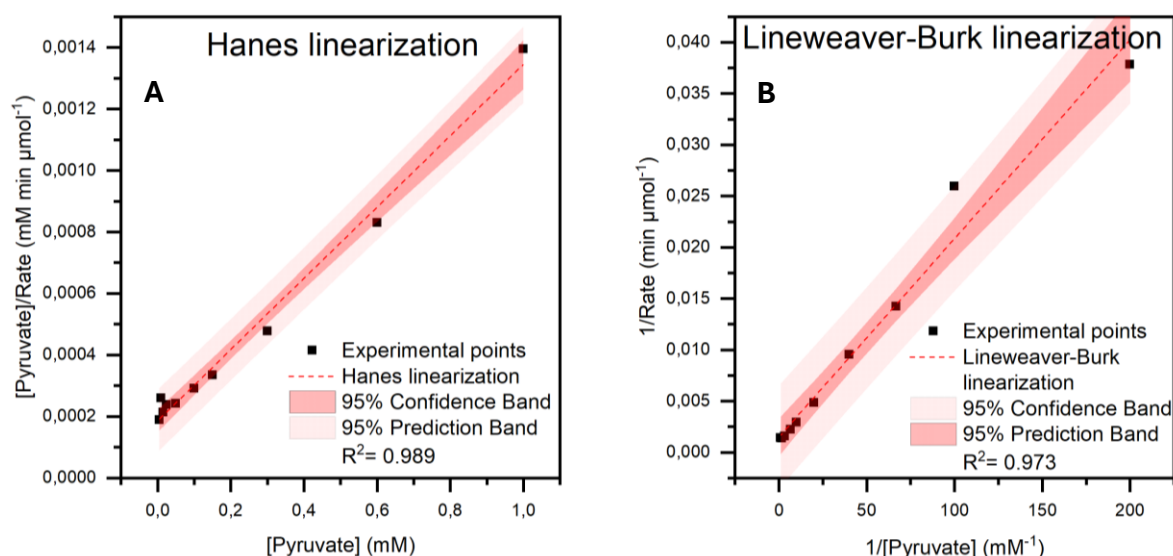 Hanes linearization
A
0,0014
0,0012
0,0010
0,0008
0,0006
0,0004
0,0002
0,0000
[Pyruvate]/Rate (mM min μmol⁻¹)
Experimental points
Hanes linearization
95% Confidence Band
95% Prediction Band
R²= 0.989
0,0
0,2
0,4
0,6
0,8
1,0
[Pyruvate] (mM)
Lineweaver-Burk linearization
B
0,040
0,035
0,030
0,025
0,020
0,015
0,010
0,005
0,000
1/Rate (min μmol⁻¹)
Experimental points
Lineweaver-Burk
linearization
95% Confidence Band
95% Prediction Band
R²= 0.973
0
50
100
150
200
1/[Pyruvate] (mM⁻¹)